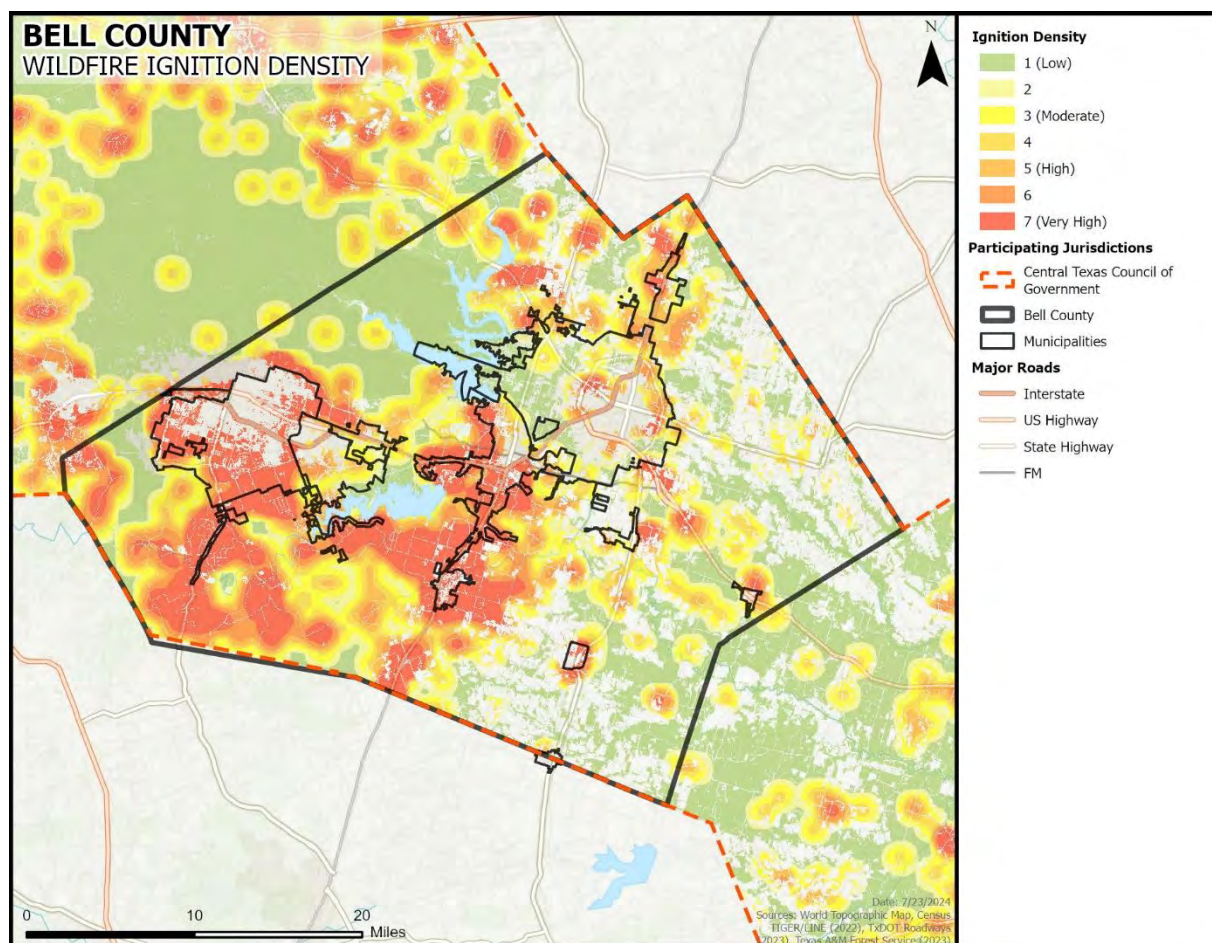 BELL COUNTY
WILDFIRE IGNITION DENSITY
N
Ignition Density
1 (Low)
2
3 (Moderate)
4
5 (High)
6
7 (Very High)
Participating Jurisdictions
Central Texas Council of
Government
Bell County
Municipalities
Major Roads
Interstate
US Highway
State Highway
FM
0 10 20
Miles
Date: 7/23/2024
Sources: World Topographic Map, Census
TIGER/LINE (2022), TxDOT Roadways
(2023), Texas A&M Forest Service (2023)